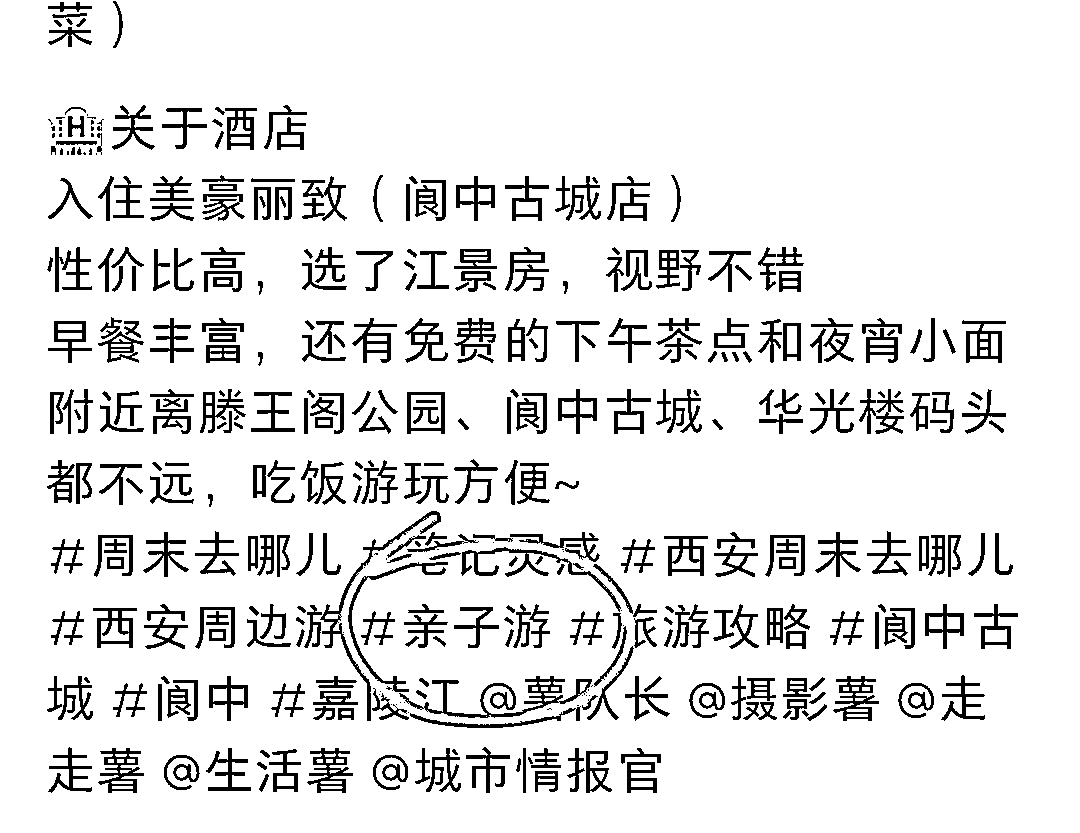 菜）
🏨关于酒店
入住美豪丽致（阆中古城店）
性价比高，选了江景房，视野不错
早餐丰富，还有免费的下午茶点和夜宵小面
附近离滕王阁公园、阆中古城、华光楼码头
都不远，吃饭游玩方便~
#周末去哪儿 #笔记灵感 #西安周末去哪儿
#西安周边游 #亲子游 #旅游攻略 #阆中古
城 #阆中 #嘉陵江 @薯队长 @摄影薯 @走
走薯 @生活薯 @城市情报官